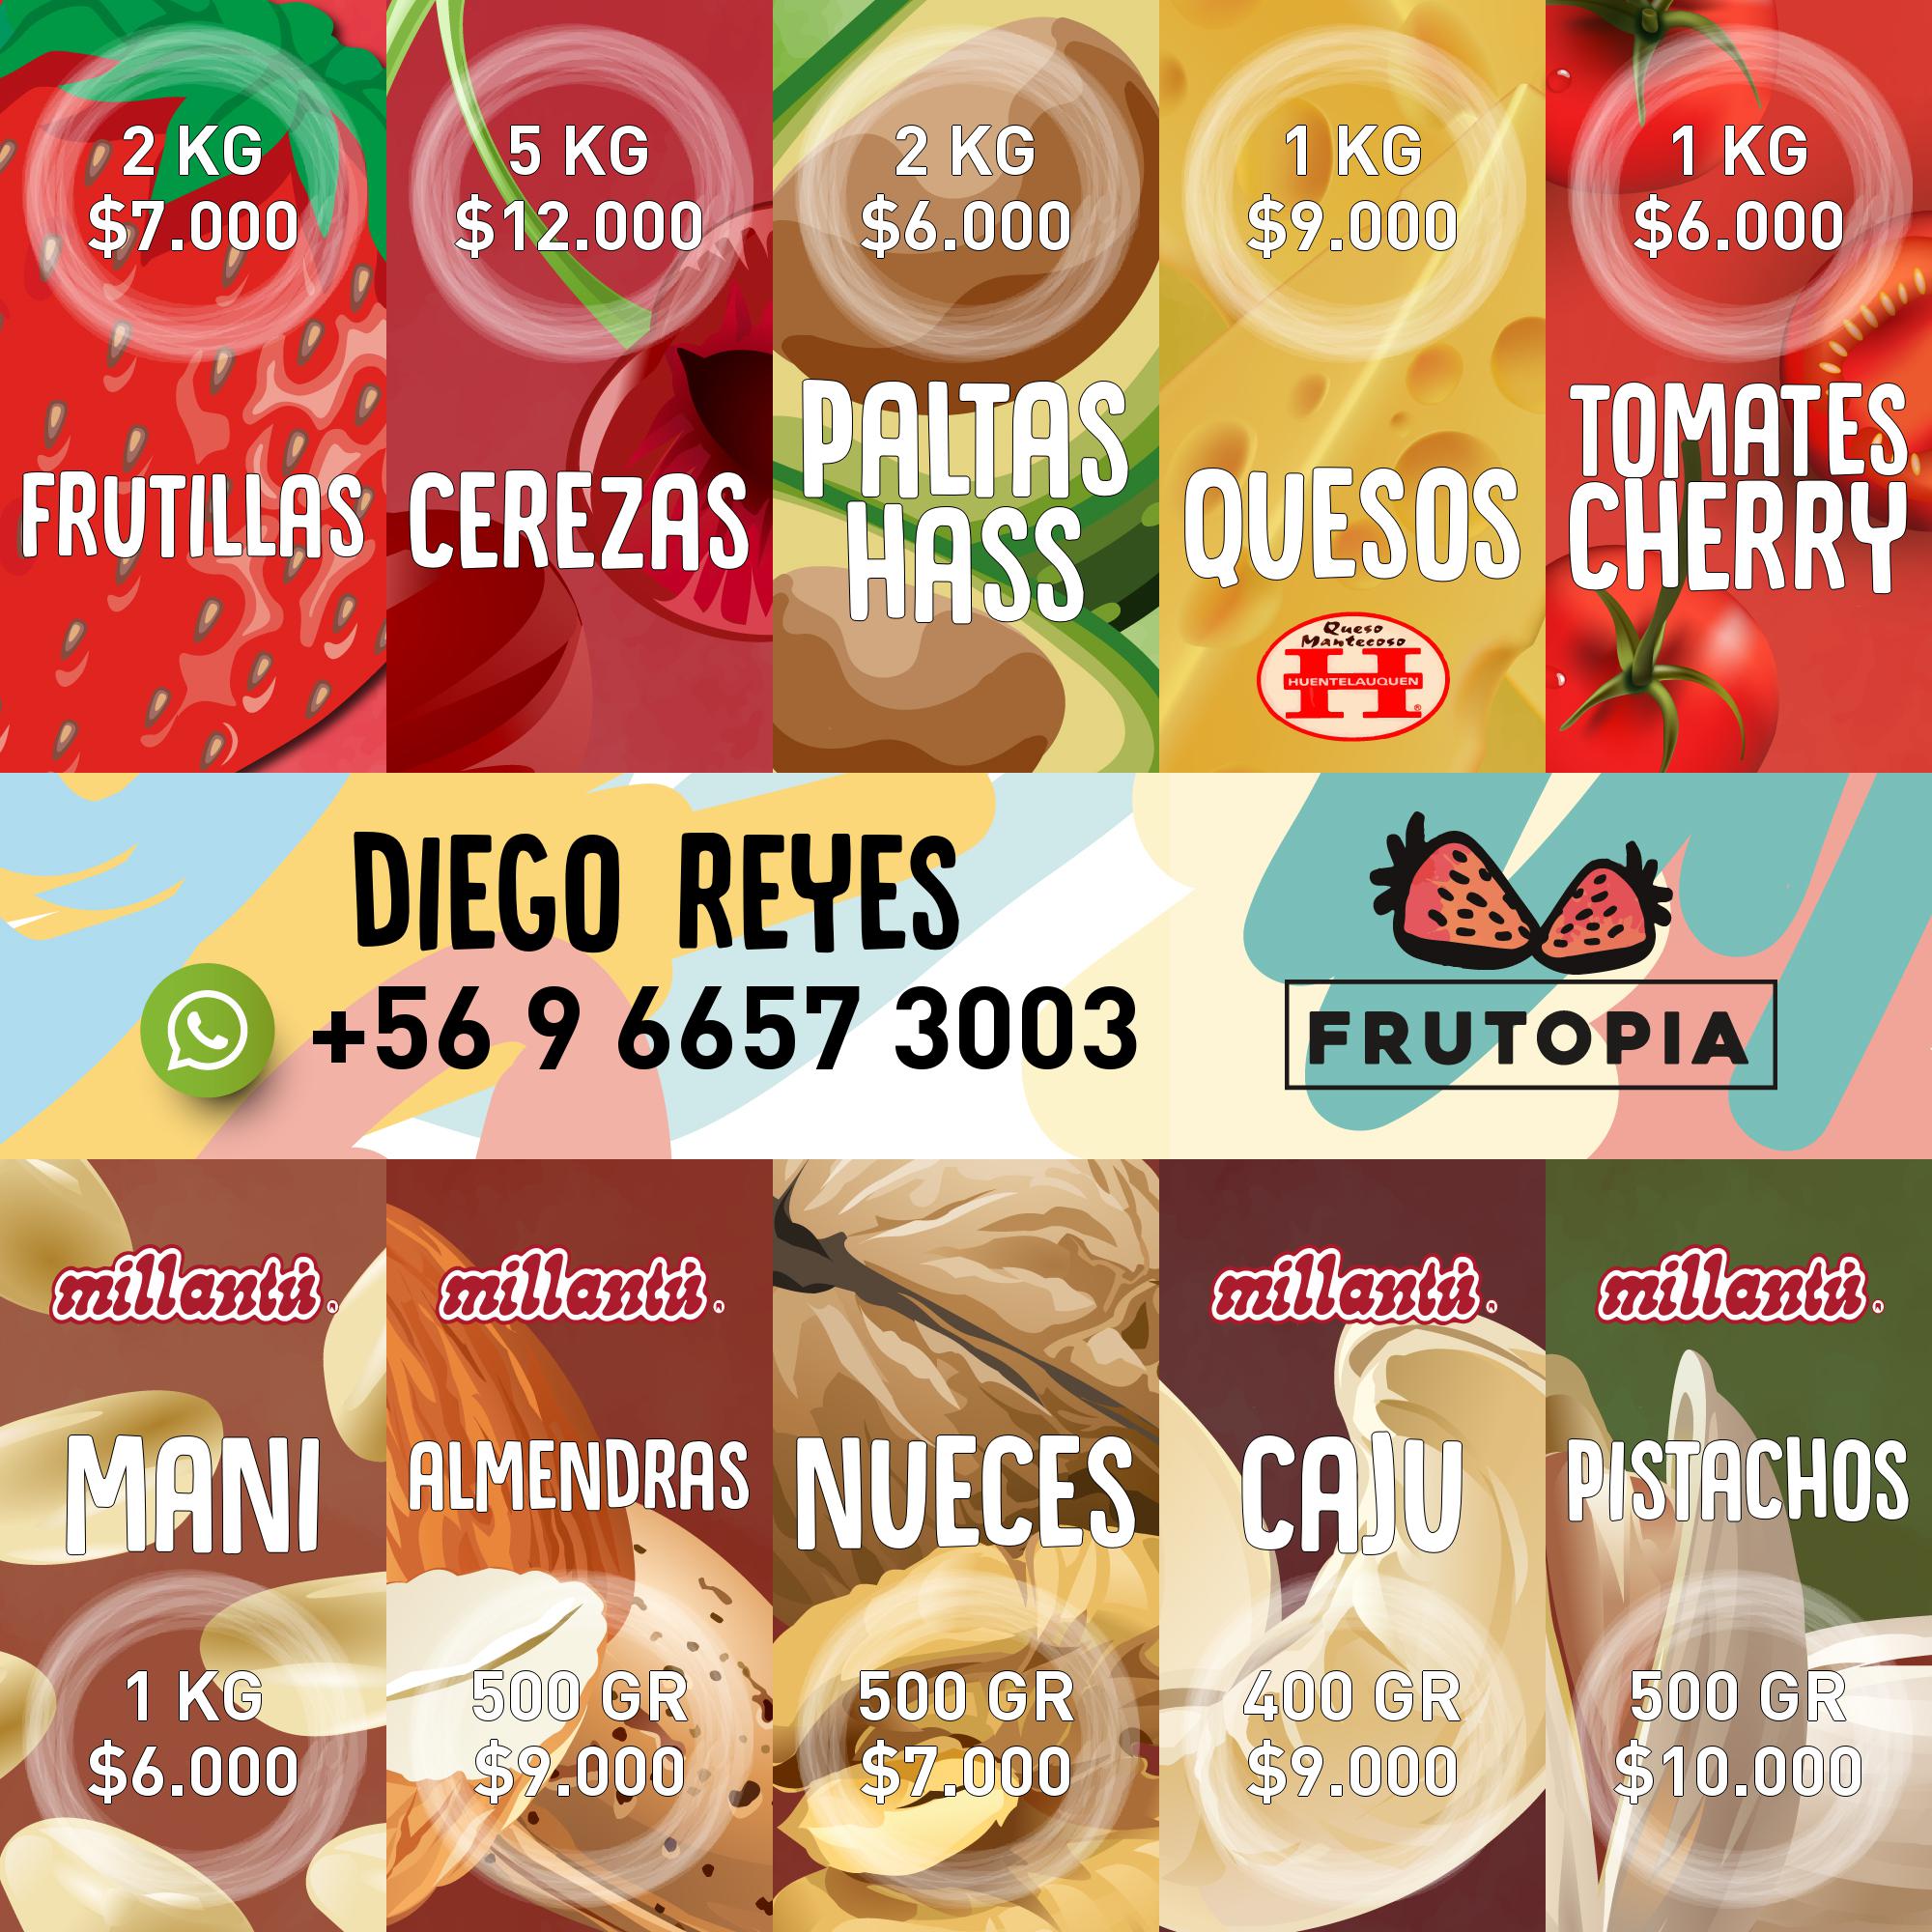 2 KG
$7.000
FRUTILLAS
5 KG
$12.000
CEREZAS
2 KG
$6.000
PALTAS
HASS
1 KG
$9.000
QUESOS
Queso
Mantecoso
H
HUENTELAUQUEN
®
1 KG
$6.000
TOMATES
CHERRY
DIEGO REYES
+56 9 6657 3003
FRUTOPIA
millantú®
MANI
1 KG
$6.000
millantú®
ALMENDRAS
500 GR
$9.000
NUECES
500 GR
$7.000
millantú®
CAJU
400 GR
$9.000
millantú®
PISTACHOS
500 GR
$10.000